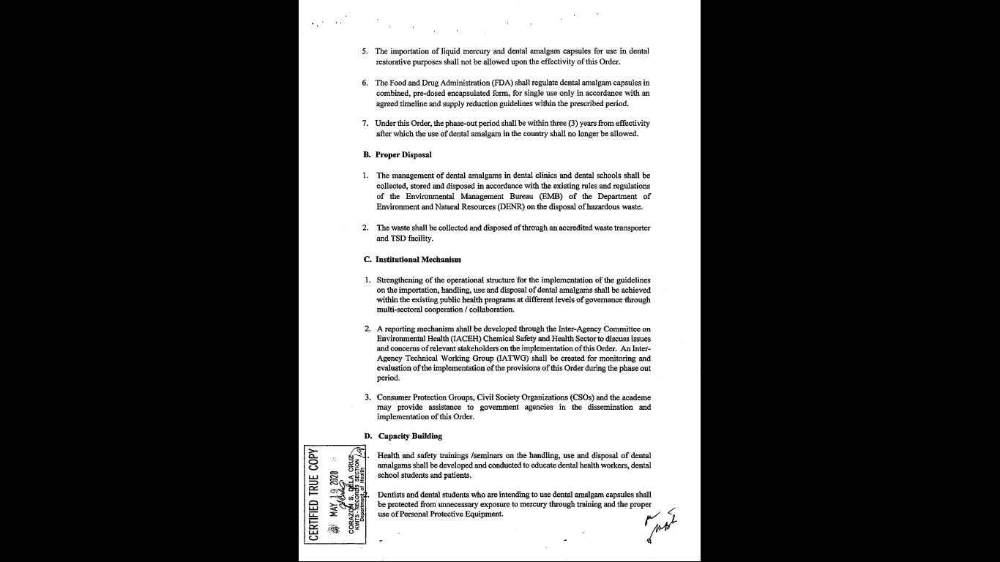 5. The importation of liquid mercury and dental amalgam capsules for use in dental
restorative purposes shall not be allowed upon the effectivity of this Order.
6. The Food and Drug Administration (FDA) shall regulate dental amalgam capsules in
combined, pre-dosed encapsulated form, for single use only in accordance with an
agreed timeline and supply reduction guidelines within the prescribed period.
7. Under this Order, the phase-out period shall be within three (3) years from effectivity
after which the use of dental amalgam in the country shall no longer be allowed.
B. Proper Disposal
1. The management of dental amalgams in dental clinics and dental schools shall be
collected, stored and disposed in accordance with the existing rules and regulations
of the Environmental Management Bureau (EMB) of the Department of
Environment and Natural Resources (DENR) on the disposal of hazardous waste.
2. The waste shall be collected and disposed of through an accredited waste transporter
and TSD facility.
C. Institutional Mechanism
1. Strengthening of the operational structure for the implementation of the guidelines
on the importation, handling, use and disposal of dental amalgams shall be achieved
within the existing public health programs at different levels of governance through
multi-sectoral cooperation / collaboration.
2. A reporting mechanism shall be developed through the Inter-Agency Committee on
Environmental Health (IACEH) Chemical Safety and Health Sector to discuss issues
and concerns of relevant stakeholders on the implementation of this Order. An Inter-
Agency Technical Working Group (IATWG) shall be created for monitoring and
evaluation of the implementation of the provisions of this Order during the phase out
period.
3. Consumer Protection Groups, Civil Society Organizations (CSOs) and the academe
may provide assistance to government agencies in the dissemination and
implementation of this Order.
D. Capacity Building
Health and safety trainings /seminars on the handling, use and disposal of dental
amalgams shall be developed and conducted to educate dental health workers, dental
school students and patients.
2. Dentists and dental students who are intending to use dental amalgam capsules shall
be protected from unnecessary exposure to mercury through training and the proper
use of Personal Protective Equipment.
CERTIFIED TRUE COPY
MAY 19 2020
CORAZON S. DELA CRUZ
KMITS - RECORDS SECTION
Department of Health